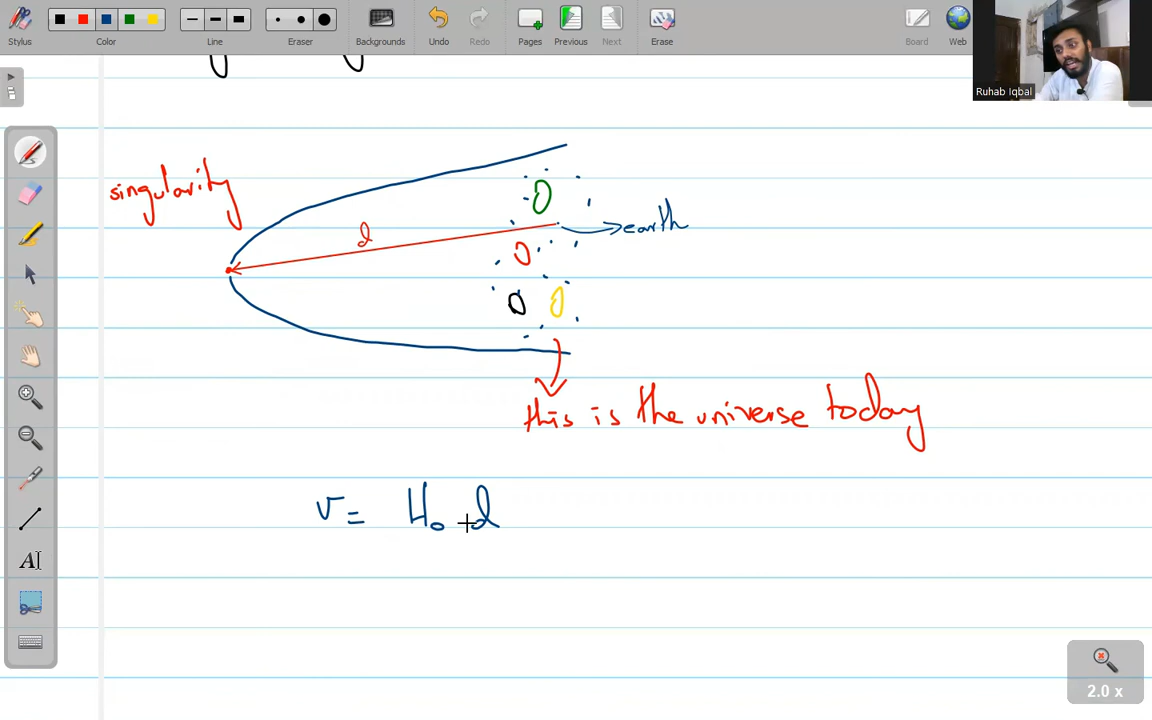 Stylus
Color
Line
Eraser
Backgrounds
Undo
Redo
Pages
Previous
Next
Erase
Board
Web
Ruhab Iqbal
singularity
d
earth
this is the universe today
v = H₀ d
A
2.0 x